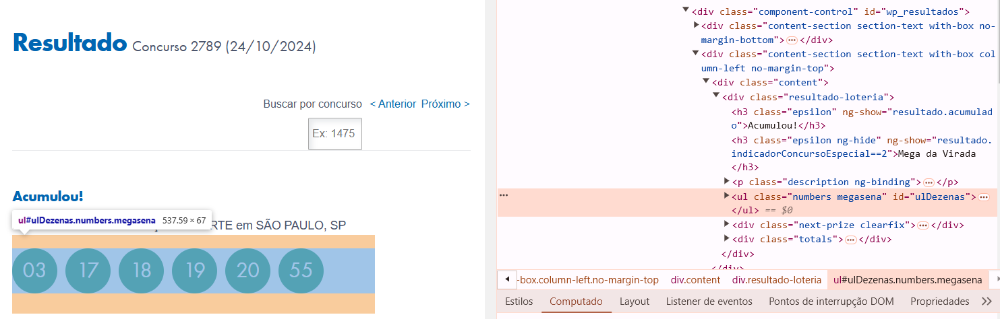 Resultado Concurso 2789 (24/10/2024)
Buscar por concurso < Anterior Próximo >
Ex: 1475
Acumulou!
ul#ulDezenas.numbers.megasena 537.59 × 67
RTE em SÃO PAULO, SP
03 17 18 19 20 55
<div class="component-control" id="wp_resultados">
<div class="content-section section-text with-box no-
margin-bottom"> ··· </div>
<div class="content-section section-text with-box col
umn-left no-margin-top">
<div class="content">
<div class="resultado-loteria">
<h3 class="epsilon" ng-show="resultado.acumulad
o">Acumulou!</h3>
<h3 class="epsilon ng-hide" ng-show="resultado.
indicadorConcursoEspecial==2">Mega da Virada
</h3>
<p class="description ng-binding"> ··· </p>
··· <ul class="numbers megasena" id="ulDezenas"> ···
</ul> == $0
<div class="next-prize clearfix"> ··· </div>
<div class="totals"> ··· </div>
</div>
</div>
-box.column-left.no-margin-top div.content div.resultado-loteria ul#ulDezenas.numbers.megasena
Estilos Computado Layout Listener de eventos Pontos de interrupção DOM Propriedades